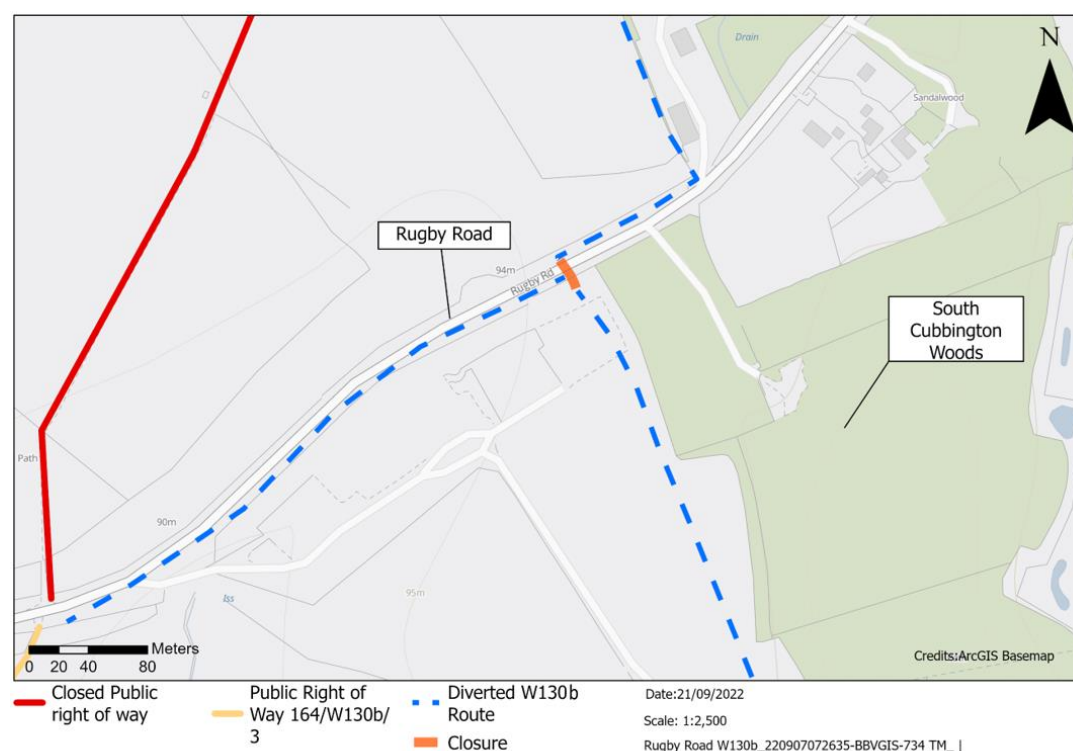 N
Drain
Sandalwood
Rugby Road
94m
Rugby Rd
South
Cubbington
Woods
Path
90m
95m
Iss
Meters
0 20 40 80
Credits:ArcGIS Basemap
Closed Public
right of way
Public Right of
Way 164/W130b/
3
Diverted W130b
Route
Closure
Date:21/09/2022
Scale: 1:2,500
Rugby Road W130b_220907072635-BBVGIS-734 TM_ |